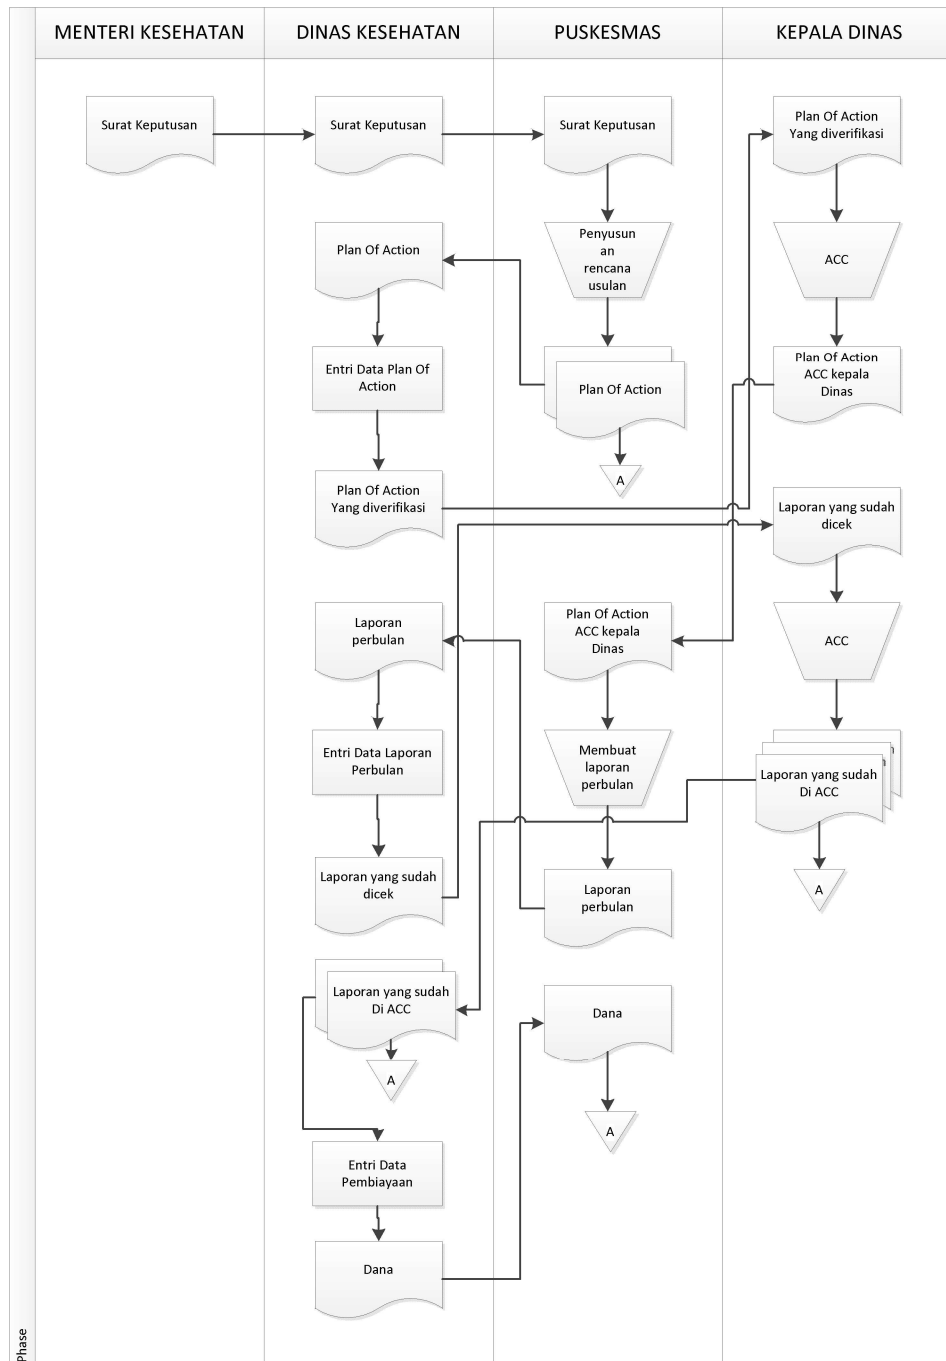 MENTERI KESEHATAN
DINAS KESEHATAN
PUSKESMAS
KEPALA DINAS
Surat Keputusan
Surat Keputusan
Surat Keputusan
Plan Of Action
Yang diverifikasi
Plan Of Action
Penyusun
an
rencana
usulan
ACC
Entri Data Plan Of
Action
Plan Of Action
Plan Of Action
ACC kepala
Dinas
A
Plan Of Action
Yang diverifikasi
Laporan yang sudah
dicek
Laporan
perbulan
Plan Of Action
ACC kepala
Dinas
ACC
Entri Data Laporan
Perbulan
Membuat
laporan
perbulan
Laporan yang sudah
Di ACC
Laporan yang sudah
dicek
Laporan
perbulan
A
Laporan yang sudah
Di ACC
Dana
A
A
Entri Data
Pembiayaan
Dana
Phase